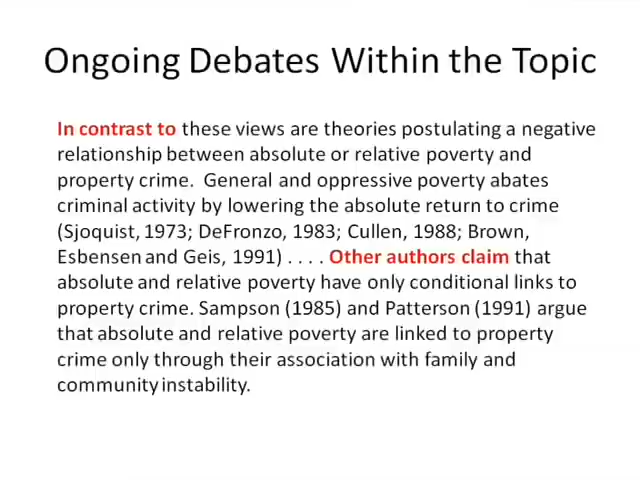 Ongoing Debates Within the Topic
In contrast to these views are theories postulating a negative
relationship between absolute or relative poverty and
property crime.  General and oppressive poverty abates
criminal activity by lowering the absolute return to crime
(Sjoquist, 1973; DeFronzo, 1983; Cullen, 1988; Brown,
Esbensen and Geis, 1991) . . . . Other authors claim that
absolute and relative poverty have only conditional links to
property crime. Sampson (1985) and Patterson (1991) argue
that absolute and relative poverty are linked to property
crime only through their association with family and
community instability.